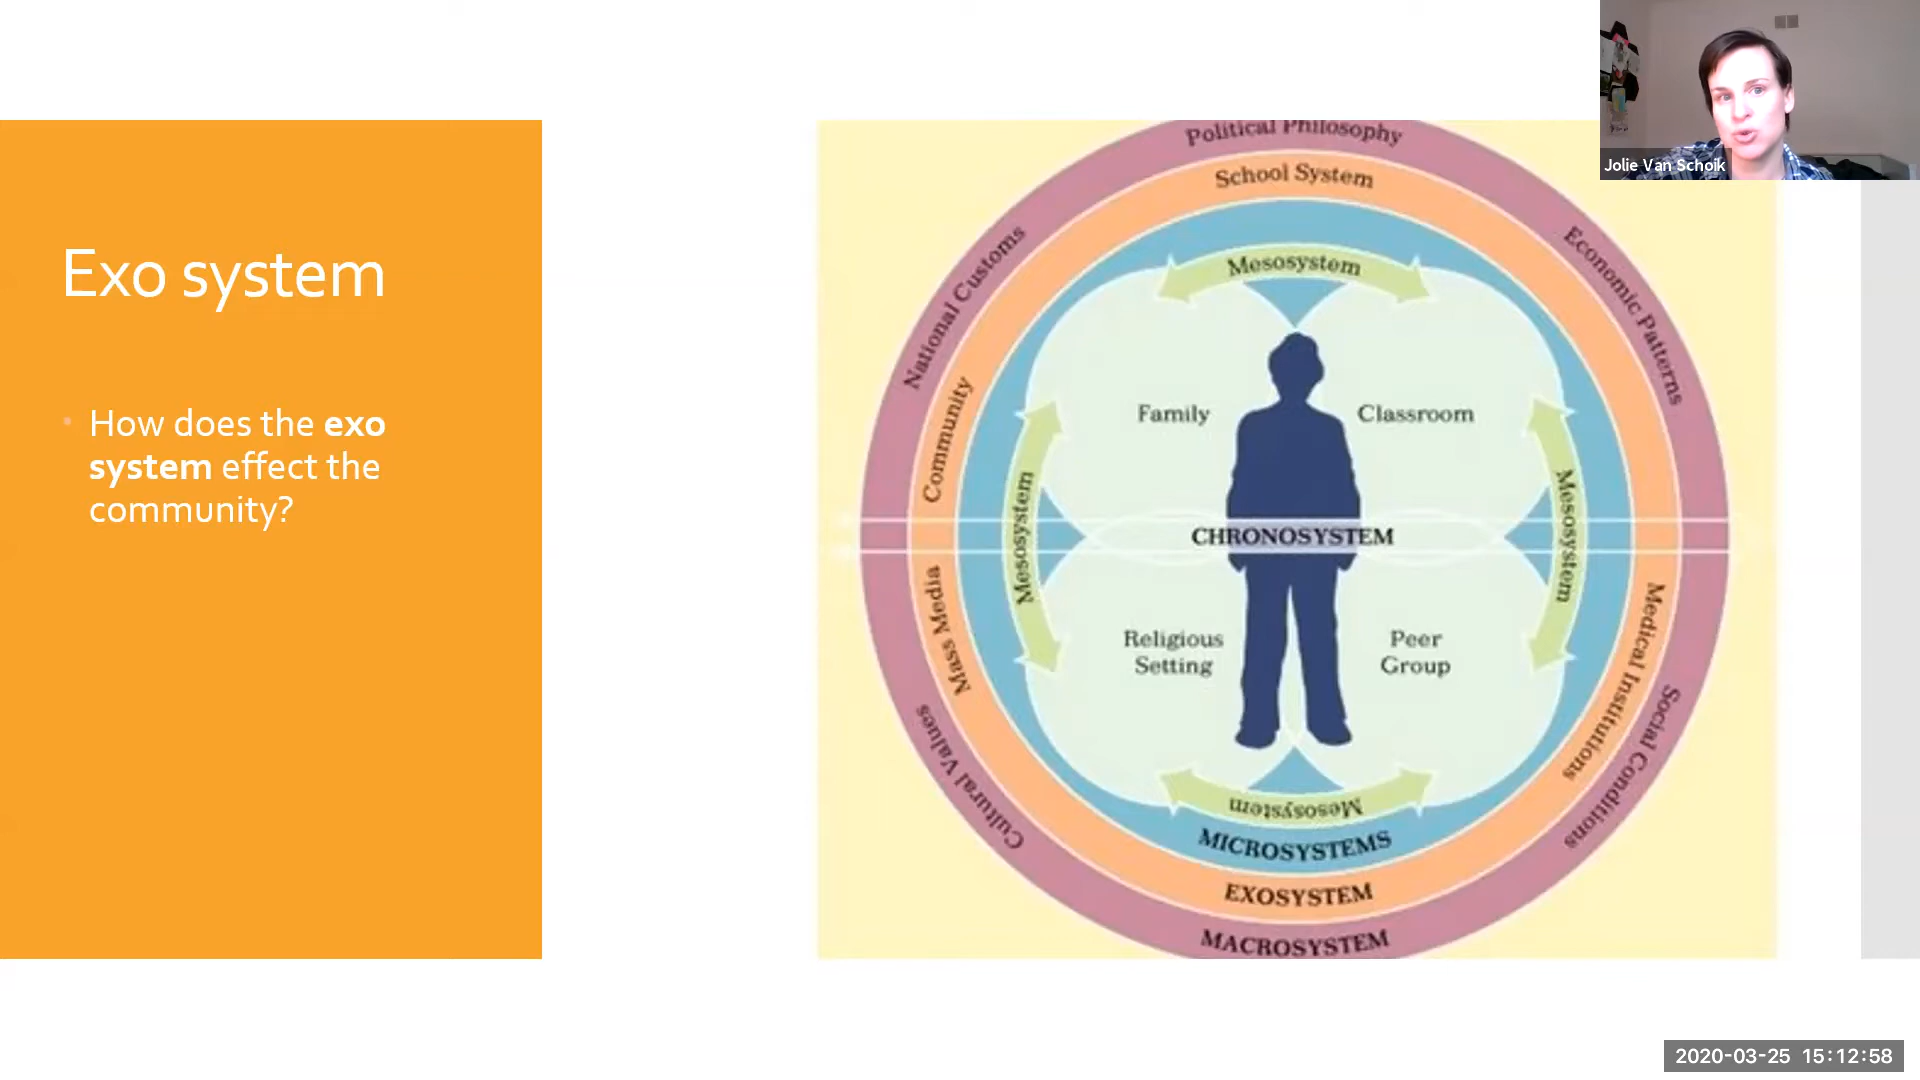 Jolie Van Schoik
Exo system
How does the exo
system effect the
community?
Political Philosophy
School System
National Customs
Economic Patterns
Mesosystem
Community
Family
Classroom
Mesosystem
Mesosystem
CHRONOSYSTEM
Mass Media
Medical Institutions
Religious
Setting
Peer
Group
Cultural Values
Social Conditions
Mesosystem
MICROSYSTEMS
EXOSYSTEM
MACROSYSTEM
2020-03-25 15:12:58